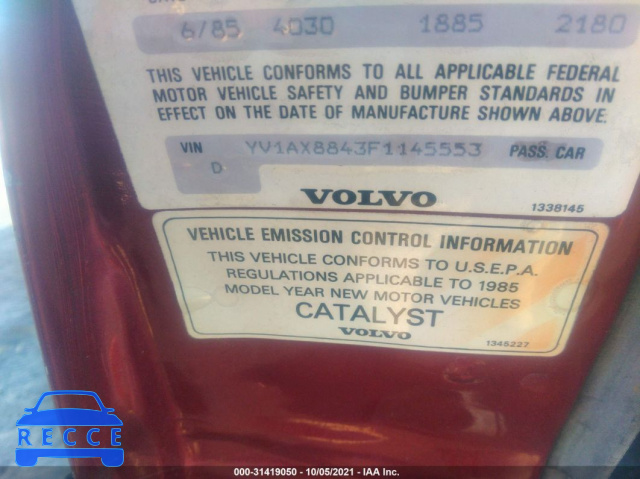 6/85 4030 1885 2180
THIS VEHICLE CONFORMS TO ALL APPLICABLE FEDERAL
MOTOR VEHICLE SAFETY AND BUMPER STANDARDS IN
EFFECT ON THE DATE OF MANUFACTURE SHOWN ABOVE.
VIN YV1AX8843F1145553 PASS. CAR
D
VOLVO 1338145
VEHICLE EMISSION CONTROL INFORMATION
THIS VEHICLE CONFORMS TO U.S.E.P.A.
REGULATIONS APPLICABLE TO 1985
MODEL YEAR NEW MOTOR VEHICLES
CATALYST
VOLVO 1345227
RECCE
000-31419050 - 10/05/2021 - IAA Inc.